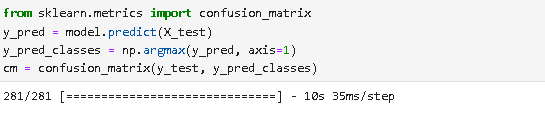 from sklearn.metrics import confusion_matrix
y_pred = model.predict(X_test)
y_pred_classes = np.argmax(y_pred, axis=1)
cm = confusion_matrix(y_test, y_pred_classes)
281/281 [==============================] - 10s 35ms/step